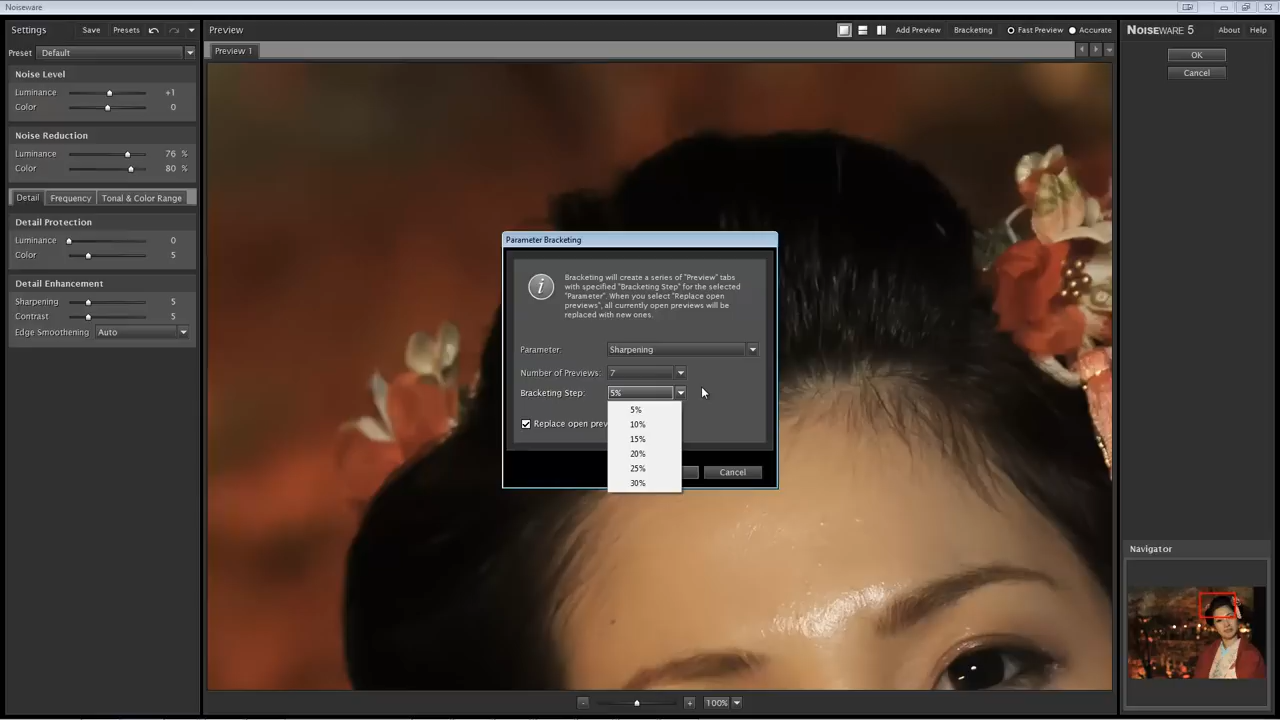 Noiseware
Settings Save Presets
Preset Default
Noise Level
Luminance +1
Color 0
Noise Reduction
Luminance 76 %
Color 80 %
Detail Frequency Tonal & Color Range
Detail Protection
Luminance 0
Color 5
Detail Enhancement
Sharpening 5
Contrast 5
Edge Smoothening Auto
Preview Add Preview Bracketing Fast Preview Accurate
Preview 1
Parameter Bracketing
i
Bracketing will create a series of "Preview" tabs
with specified "Bracketing Step" for the selected
"Parameter". When you select "Replace open
previews", all currently open previews will be
replaced with new ones.
Parameter: Sharpening
Number of Previews: 7
Bracketing Step: 5%
5%
10%
15%
20%
25%
30%
Replace open prev
Cancel
- + 100%
NOISEWARE 5 About Help
OK
Cancel
Navigator